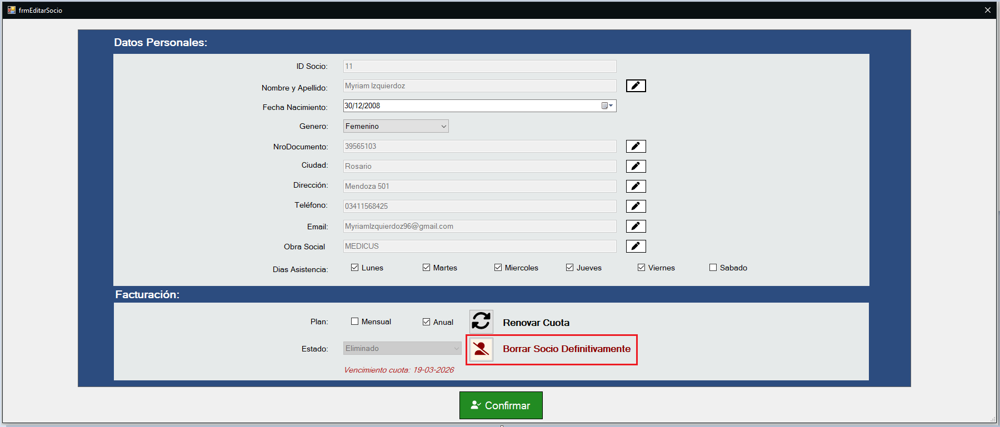 frmEditarSocio
Datos Personales:
ID Socio: 11
Nombre y Apellido: Myriam Izquierdoz
Fecha Nacimiento: 30/12/2008
Genero: Femenino
NroDocumento: 39565103
Ciudad: Rosario
Dirección: Mendoza 501
Teléfono: 03411568425
Email: MyriamIzquierdoz96@gmail.com
Obra Social MEDICUS
Dias Asistencia: Lunes Martes Miercoles Jueves Viernes Sabado
Facturación:
Plan: Mensual Anual Renovar Cuota
Estado: Eliminado Borrar Socio Definitivamente
Vencimiento cuota: 19-03-2026
Confirmar